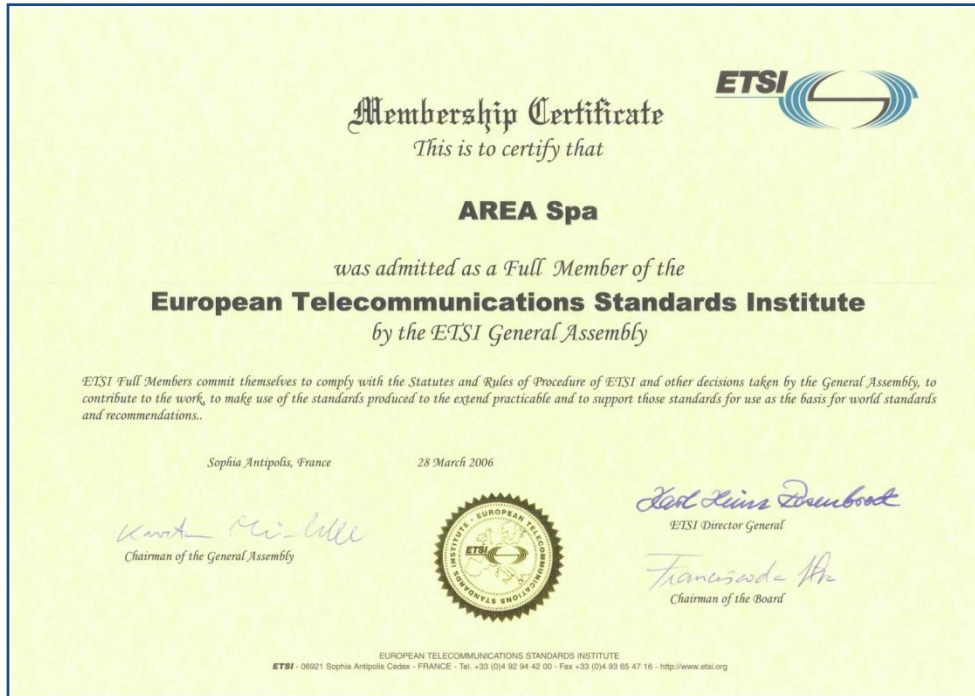 ETSI
Membership Certificate
This is to certify that
AREA Spa
was admitted as a Full Member of the
European Telecommunications Standards Institute
by the ETSI General Assembly
ETSI Full Members commit themselves to comply with the Statutes and Rules of Procedure of ETSI and other decisions taken by the General Assembly, to
contribute to the work, to make use of the standards produced to the extend practicable and to support those standards for use as the basis for world standards
and recommendations..
Sophia Antipolis, France 28 March 2006
Karl Heinz Rosenbrock
ETSI Director General
Chairman of the General Assembly
EUROPEAN TELECOMMUNICATIONS STANDARDS INSTITUTE
ETSI
Chairman of the Board
EUROPEAN TELECOMMUNICATIONS STANDARDS INSTITUTE
ETSI - 06921 Sophia Antipolis Cedex - FRANCE - Tel. +33 (0)4 92 94 42 00 - Fax +33 (0)4 93 65 47 16 - http://www.etsi.org